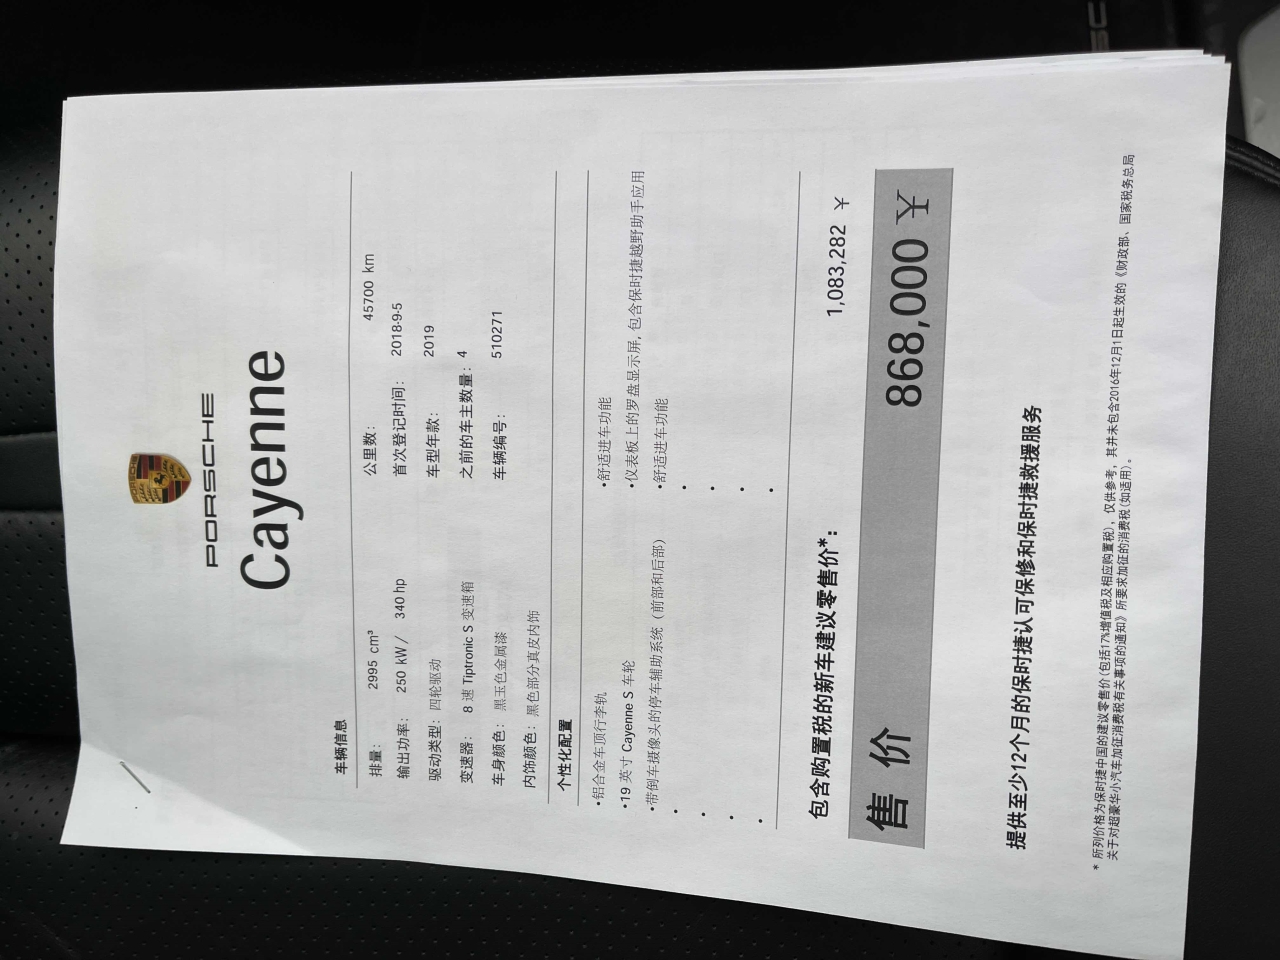 PORSCHE
PORSCHE
Cayenne
车辆信息
排量： 2995 cm³ 公里数： 45700 km
输出功率： 250 kW / 340 hp 首次登记时间： 2018-9-5
驱动类型：四轮驱动 车型年款： 2019
变速器： 8 速 Tiptronic S 变速箱 之前的车主数量：4
车身颜色：黑玉色金属漆 车辆编号： 510271
内饰颜色：黑色部分真皮内饰
个性化配置
•铝合金车顶行李轨 •舒适进车功能
•19 英寸 Cayenne S 车轮 •仪表板上的罗盘显示屏, 包含保时捷越野助手应用
•带倒车摄像头的停车辅助系统（前部和后部） •舒适进车功能
包含购置税的新车建议零售价*： 1,083,282 ￥
售 价 868,000 ￥
提供至少12个月的保时捷认可保修和保时捷救援服务
* 所列价格为保时捷中国的建议零售价(包括17%增值税及相应购置税)，仅供参考，其并未包含2016年12月1日起生效的《财政部、国家税务总局
关于对超豪华小汽车加征消费税有关事项的通知》所要求加征的消费税(如适用)。